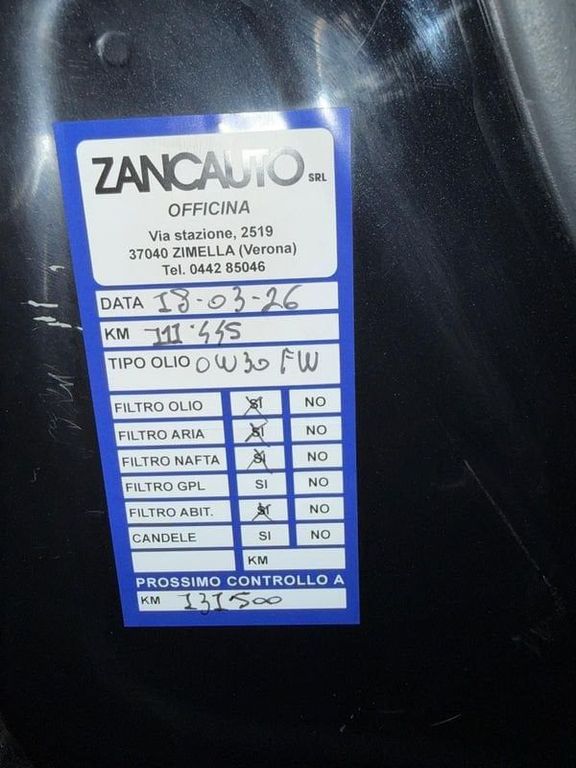 ZANCAUTO SRL
OFFICINA
Via stazione, 2519
37040 ZIMELLA (Verona)
Tel. 0442 85046
DATA 18-03-26
KM 111.445
TIPO OLIO 0W30 FW
FILTRO OLIO SI NO
FILTRO ARIA SI NO
FILTRO NAFTA SI NO
FILTRO GPL SI NO
FILTRO ABIT. SI NO
CANDELE SI NO
KM
PROSSIMO CONTROLLO A
KM 131500